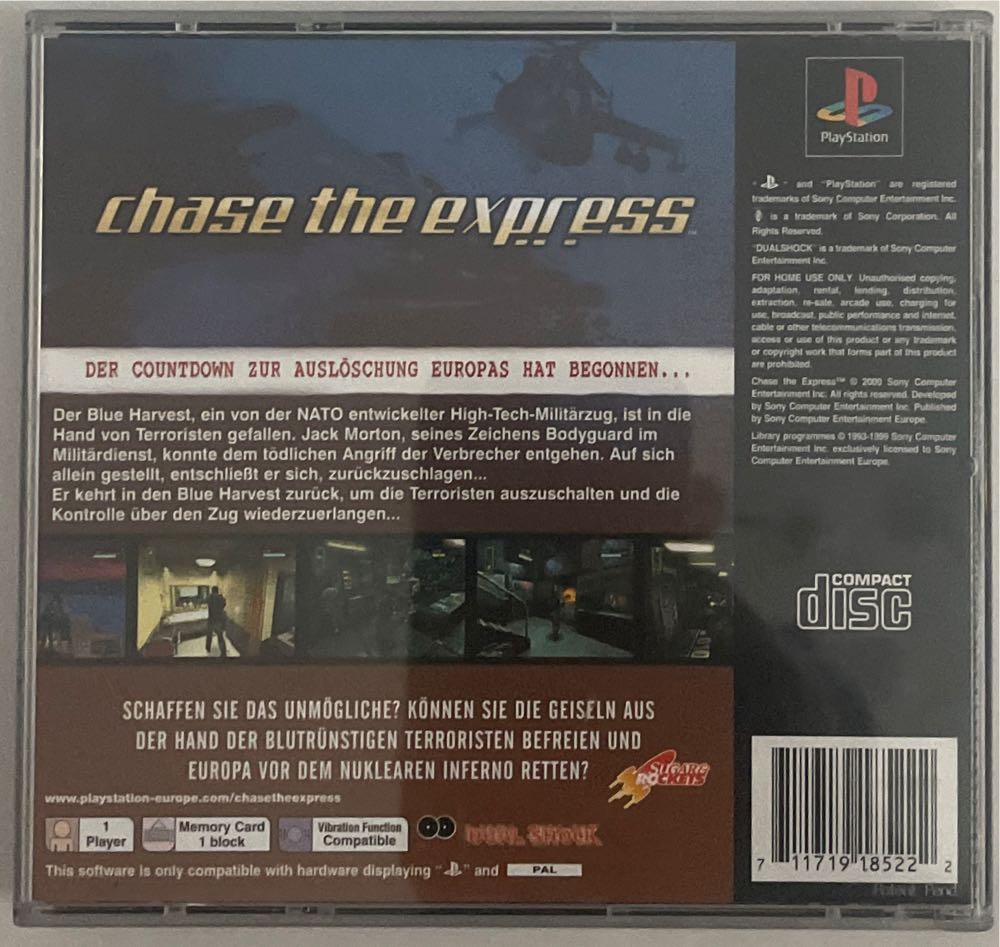 chase the express™
DER COUNTDOWN ZUR AUSLÖSCHUNG EUROPAS HAT BEGONNEN...
Der Blue Harvest, ein von der NATO entwickelter High-Tech-Militärzug, ist in die
Hand von Terroristen gefallen. Jack Morton, seines Zeichens Bodyguard im
Militärdienst, konnte dem tödlichen Angriff der Verbrecher entgehen. Auf sich
allein gestellt, entschließt er sich, zurückzuschlagen...
Er kehrt in den Blue Harvest zurück, um die Terroristen auszuschalten und die
Kontrolle über den Zug wiederzuerlangen...
SCHAFFEN SIE DAS UNMÖGLICHE? KÖNNEN SIE DIE GEISELN AUS
DER HAND DER BLUTRÜNSTIGEN TERRORISTEN BEFREIEN UND
EUROPA VOR DEM NUKLEAREN INFERNO RETTEN?
SUGAR&
ROCKETS
www.playstation-europe.com/chasetheexpress
1
Player
Memory Card
1 block
Vibration Function
Compatible
DUAL SHOCK
This software is only compatible with hardware displaying " " and PAL
PlayStation
" " and "PlayStation" are registered
trademarks of Sony Computer Entertainment Inc.
is a trademark of Sony Corporation. All
Rights Reserved.
"DUALSHOCK" is a trademark of Sony Computer
Entertainment Inc.
FOR HOME USE ONLY. Unauthorised copying,
adaptation, rental, lending, distribution,
extraction, re-sale, arcade use, charging for
use, broadcast, public performance and internet,
cable or other telecommunications transmission,
access or use of this product or any trademark
or copyright work that forms part of this product
are prohibited.
Chase the Express™ © 2000 Sony Computer
Entertainment Inc. All rights reserved. Developed
by Sony Computer Entertainment Inc. Published
by Sony Computer Entertainment Europe.
Library programmes © 1993-1999 Sony Computer
Entertainment Inc. exclusively licensed to Sony
Computer Entertainment Europe.
COMPACT
disc
7 11719 18522 2
Patent Pend